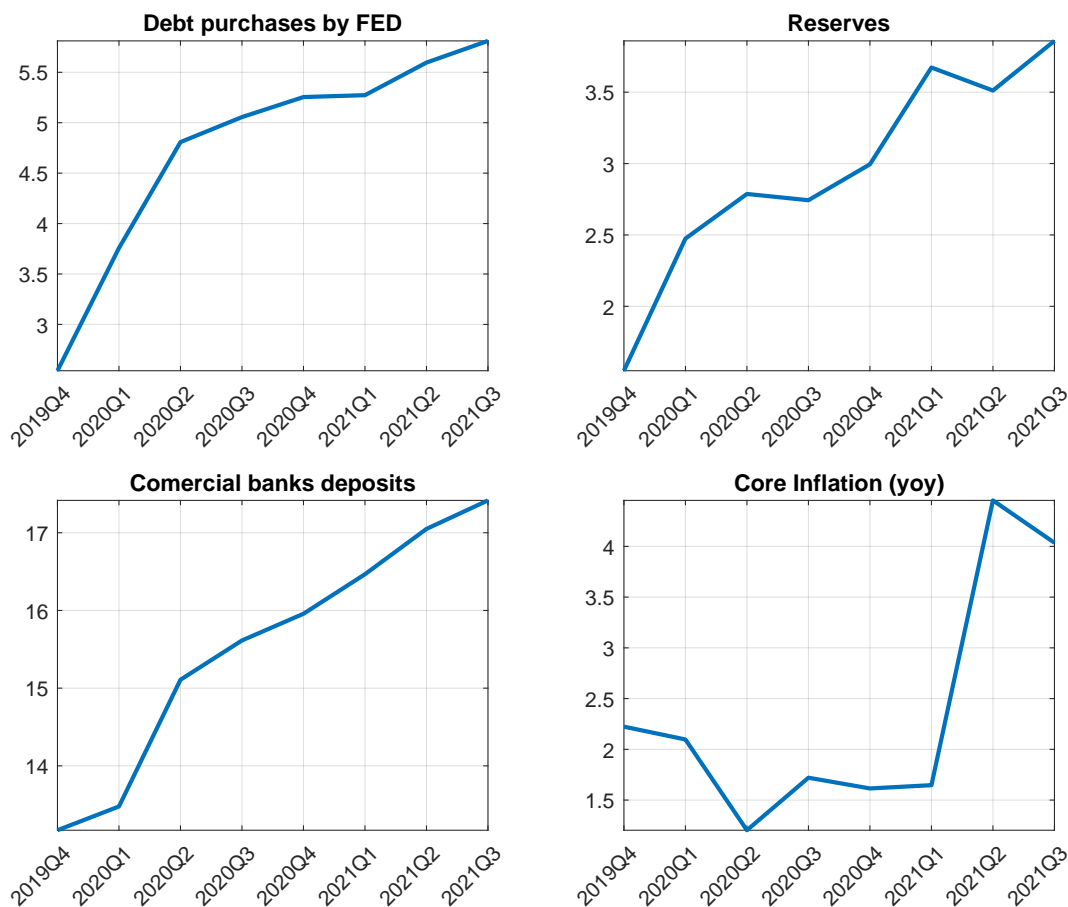 Debt purchases by FED
5.5
5
4.5
4
3.5
3
2019Q4
2020Q1
2020Q2
2020Q3
2020Q4
2021Q1
2021Q2
2021Q3
Reserves
3.5
3
2.5
2
2019Q4
2020Q1
2020Q2
2020Q3
2020Q4
2021Q1
2021Q2
2021Q3
Comercial banks deposits
17
16
15
14
2019Q4
2020Q1
2020Q2
2020Q3
2020Q4
2021Q1
2021Q2
2021Q3
Core Inflation (yoy)
4
3.5
3
2.5
2
1.5
2019Q4
2020Q1
2020Q2
2020Q3
2020Q4
2021Q1
2021Q2
2021Q3